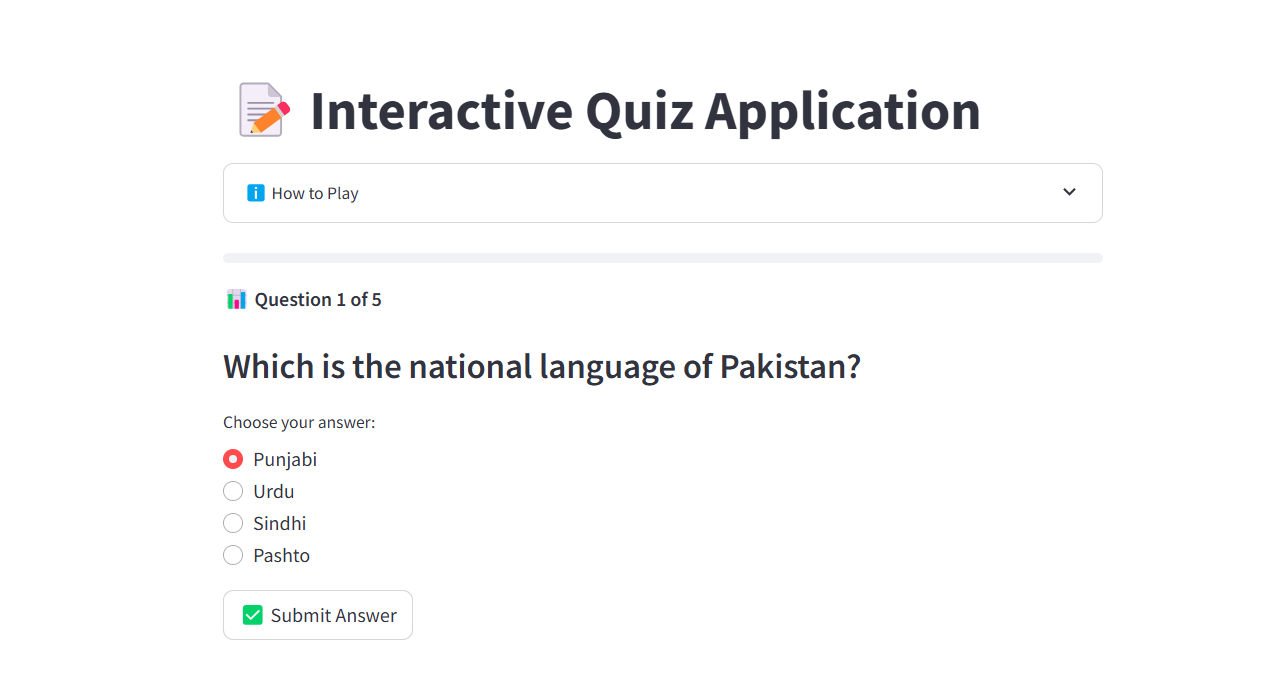 Interactive Quiz Application
How to Play
Question 1 of 5
Which is the national language of Pakistan?
Choose your answer:
Punjabi
Urdu
Sindhi
Pashto
Submit Answer